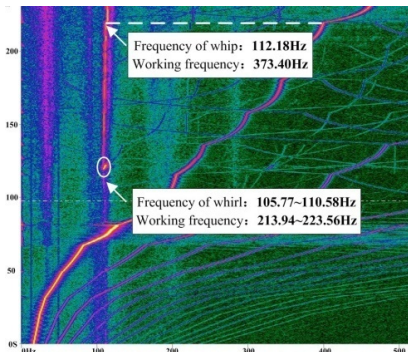 200
Frequency of whip: 112.18Hz
Working frequency: 373.40Hz
150
100
Frequency of whirl: 105.77~110.58Hz
Working frequency: 213.94~223.56Hz
50
0S
0Hz 100 200 300 400 500